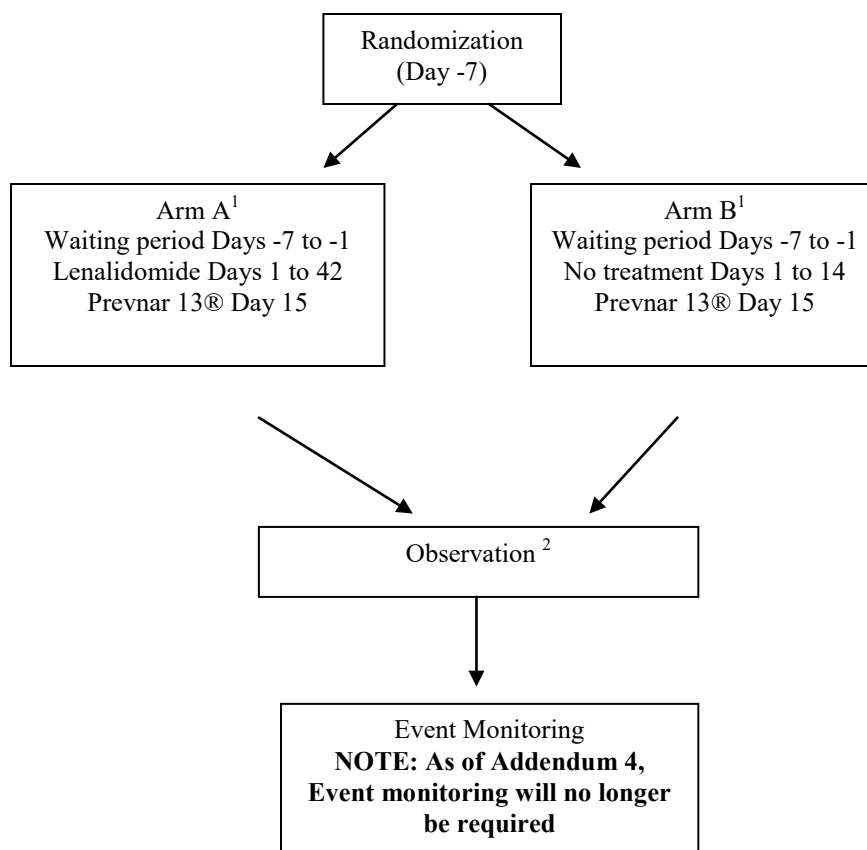 Randomization
(Day -7)
Arm A1
Waiting period Days -7 to -1
Lenalidomide Days 1 to 42
Prevnar 13® Day 15
Arm B1
Waiting period Days -7 to -1
No treatment Days 1 to 14
Prevnar 13® Day 15
Observation 2
Event Monitoring
NOTE: As of Addendum 4,
Event monitoring will no longer
be required